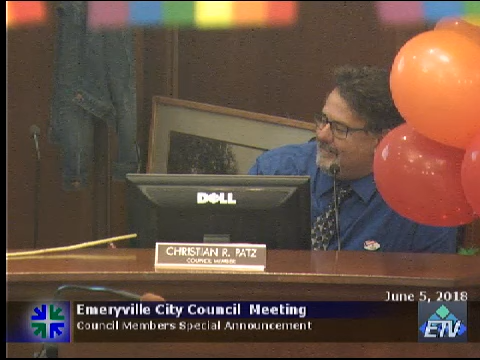 DELL
CHRISTIAN R. PATZ
COUNCIL MEMBER
June 5, 2018
Emeryville City Council Meeting
Council Members Special Announcement
ETV